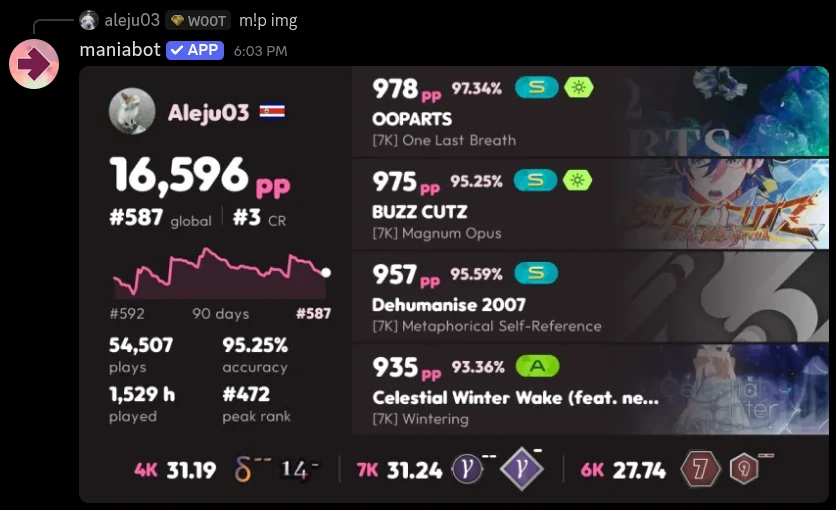 aleju03 W00T m!p img
maniabot APP 6:03 PM
Aleju03
16,596 pp
#587 global #3 CR
#592 90 days #587
54,507 95.25%
plays accuracy
1,529 h #472
played peak rank
978 pp 97.34% S
OOPARTS
[7K] One Last Breath
975 pp 95.25% S
BUZZ CUTZ
[7K] Magnum Opus
BUZZ CUTZ
957 pp 95.59% S
Dehumanise 2007
[7K] Metaphorical Self-Reference
935 pp 93.36% A
Celestial Winter Wake (feat. ne...
[7K] Wintering
4K 31.19 δ-- 14- 7K 31.24 γ-- γ- 6K 27.74 7 9--